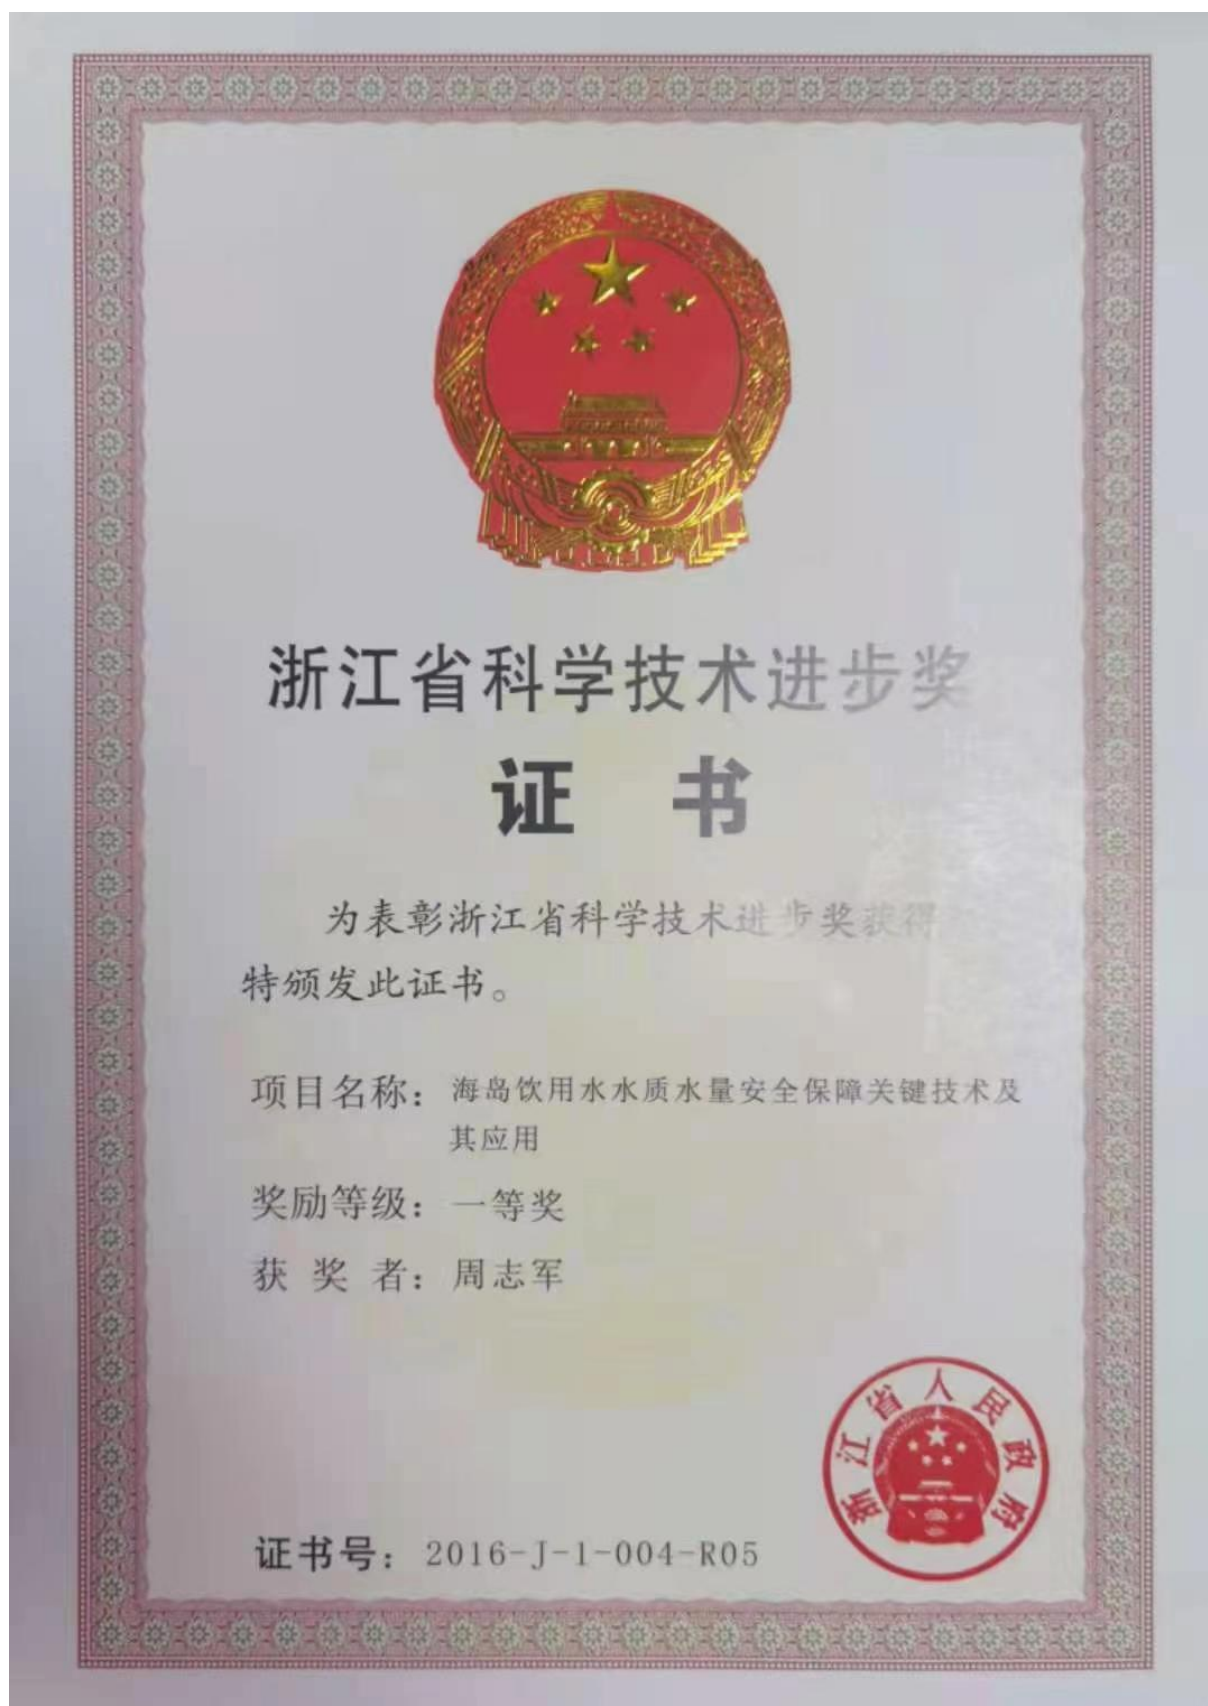 浙江省科学技术进步奖
证 书
为表彰浙江省科学技术进步奖获得
特颁发此证书。
项目名称：海岛饮用水水质水量安全保障关键技术及
其应用
奖励等级：一等奖
获 奖 者：周志军
浙江省人民政府
证书号：2016-J-1-004-R05